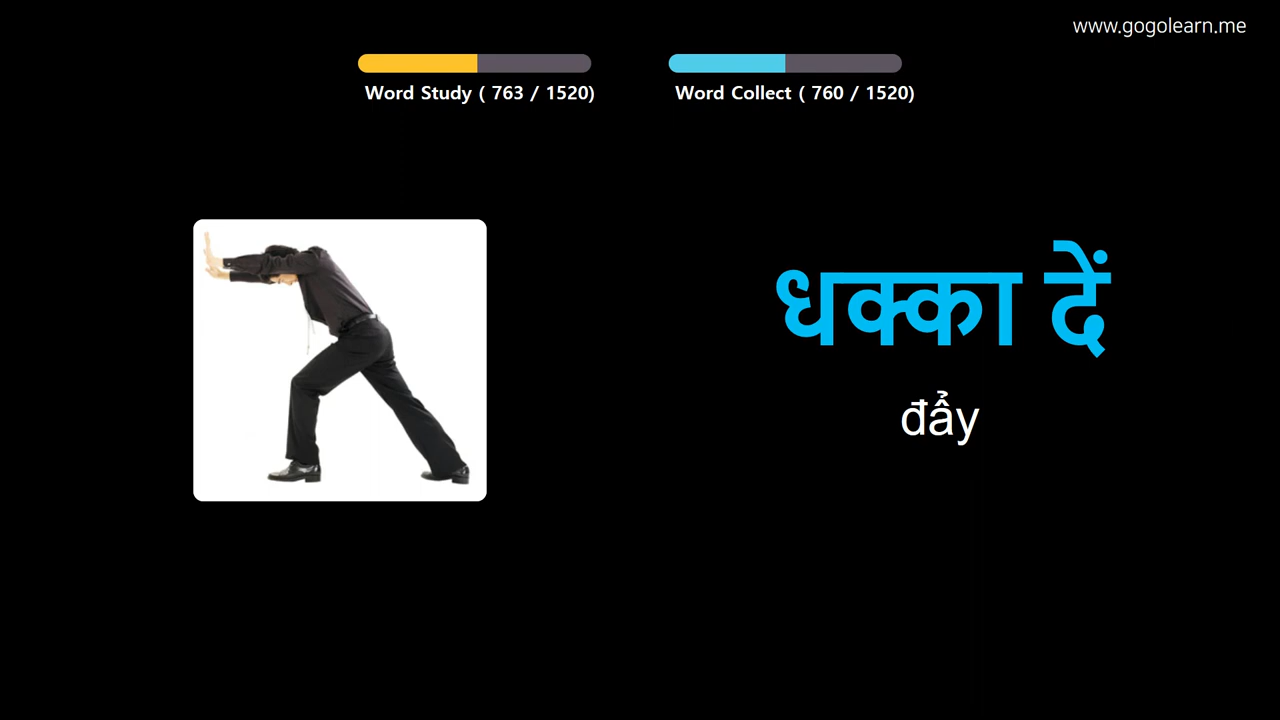 www.gogolearn.me
Word Study ( 763 / 1520)
Word Collect ( 760 / 1520)
धक्का दें
đẩy